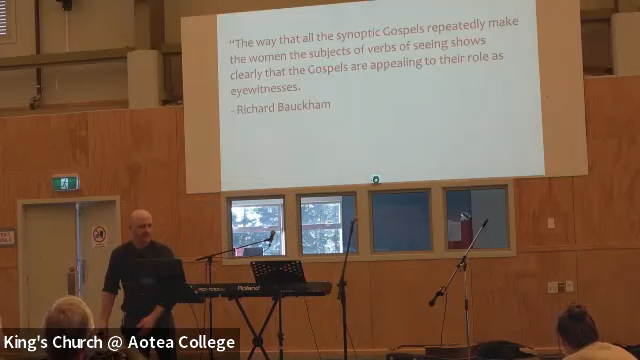 “The way that all the synoptic Gospels repeatedly make
the women the subjects of verbs of seeing shows
clearly that the Gospels are appealing to their role as
eyewitnesses.
- Richard Bauckham
Roland
King's Church @ Aotea College